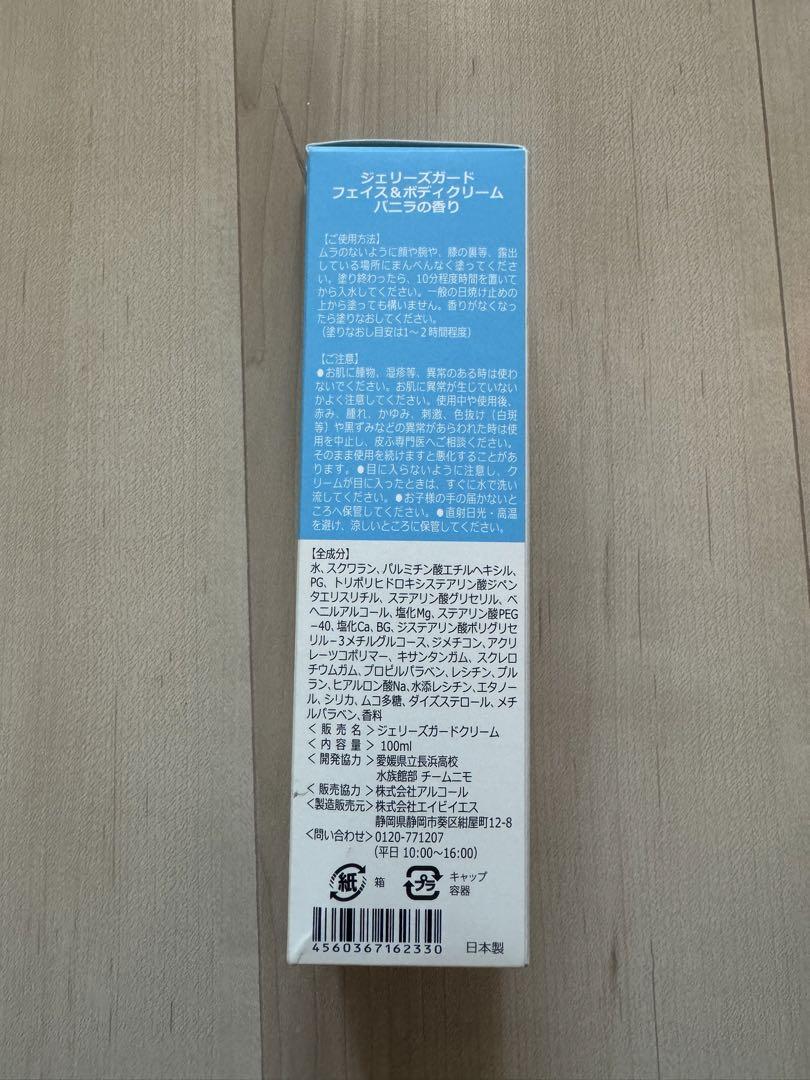 ジェリーズガード
フェイス&ボディクリーム
バニラの香り
【ご使用方法】
ムラのないように顔や腕や、膝の裏等、露出
している場所にまんべんなく塗ってくださ
い。塗り終わったら、10分程度時間を置いて
から入水してください。一般の日焼け止めの
上から塗っても構いません。香りがなくなっ
たら塗りなおしてください。
(塗りなおし目安は1～2時間程度)
【ご注意】
●お肌に腫物、湿疹等、異常のある時は使わ
ないでください。お肌に異常が生じていない
かよく注意してください。使用中や使用後、
赤み、腫れ、かゆみ、刺激、色抜け(白斑
等)や黒ずみなどの異常があらわれた時は使
用を中止し、皮ふ専門医へご相談ください。
そのまま使用を続けますと悪化することがあ
ります。●目に入らないように注意し、ク
リームが目に入ったときは、すぐに水で洗い
流してください。●お子様の手の届かないと
ころへ保管してください。●直射日光・高温
を避け、涼しいところに保管してください。
【全成分】
水、スクワラン、パルミチン酸エチルヘキシル、
PG、トリポリヒドロキシステアリン酸ジペン
タエリスリチル、ステアリン酸グリセリル、ベ
ヘニルアルコール、塩化Mg、ステアリン酸PEG
-40、塩化Ca、BG、ジステアリン酸ポリグリセ
リル-3メチルグルコース、ジメチコン、アクリ
レーツコポリマー、キサンタンガム、スクレロ
チウムガム、プロピルパラベン、レシチン、プル
ラン、ヒアルロン酸Na、水添レシチン、エタノー
ル、シリカ、ムコ多糖、ダイズステロール、メチ
ルパラベン、香料
<販売名>ジェリーズガードクリーム
<内容量>100ml
<開発協力>愛媛県立長浜高校
水族館部 チームニモ
<販売協力>株式会社アルコール
<製造販売元>株式会社エイビイエス
静岡県静岡市葵区紺屋町12-8
<問い合わせ>0120-771207
(平日 10:00～16:00)
紙 箱 プラ キャップ
容器
4560367162330 日本製